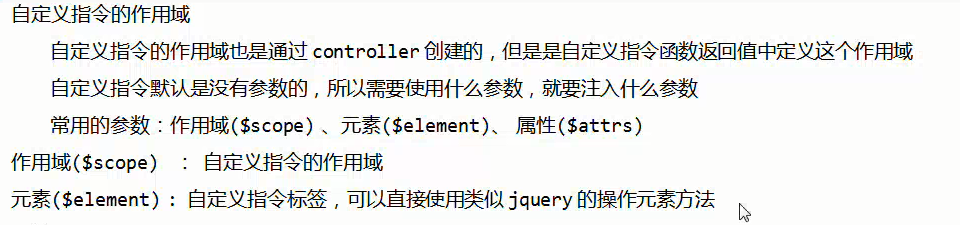 自定义指令的作用域
自定义指令的作用域也是通过 controller 创建的，但是是自定义指令函数返回值中定义这个作用域
自定义指令默认是没有参数的，所以需要使用什么参数，就要注入什么参数
常用的参数：作用域($scope) 、元素($element)、 属性($attrs)
作用域($scope) ： 自定义指令的作用域
元素($element)：自定义指令标签，可以直接使用类似 jquery 的操作元素方法